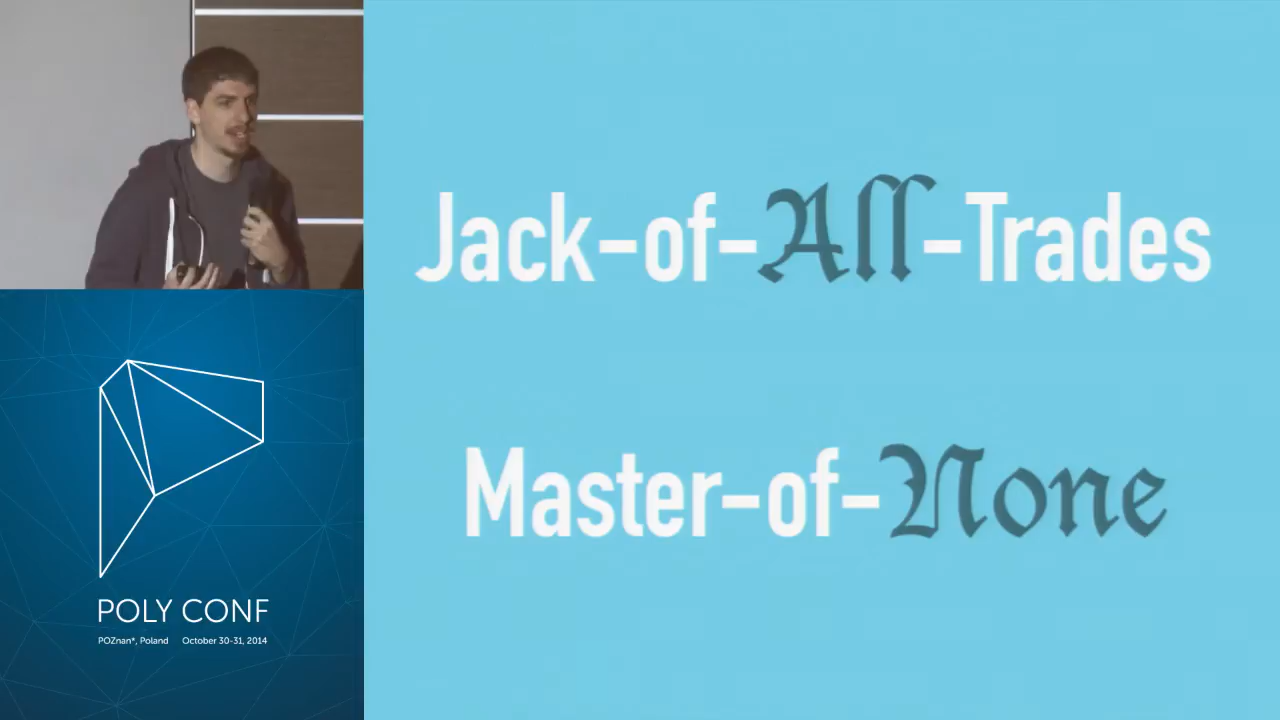 Jack-of-All-Trades
Master-of-None
POLY CONF
POZnan*, Poland October 30-31, 2014